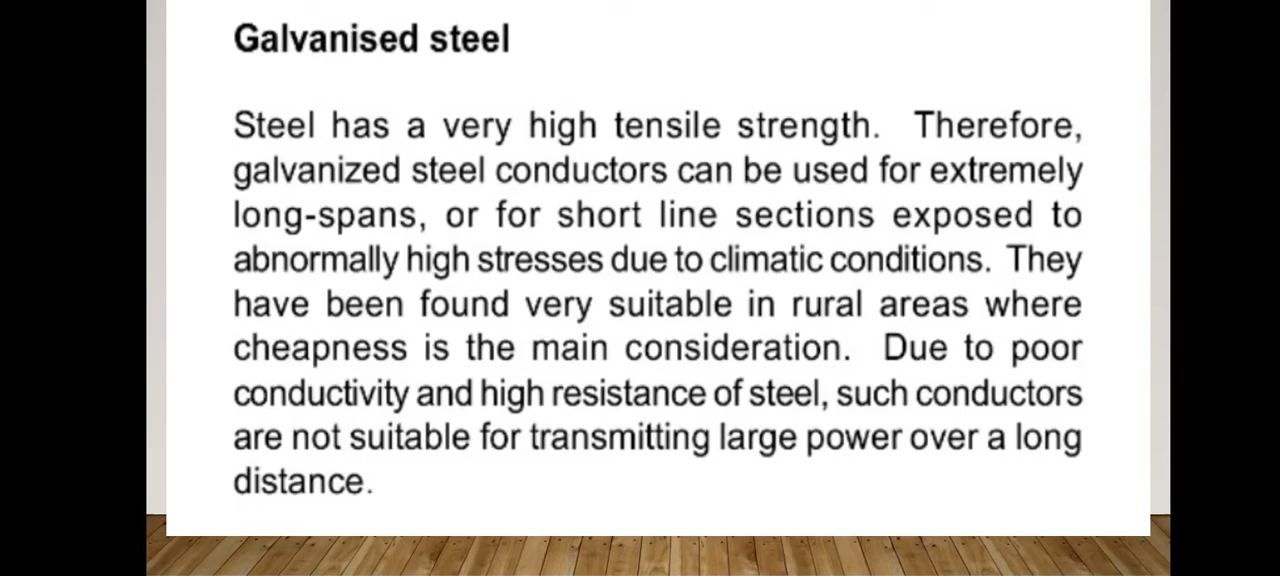 Galvanised steel
Steel has a very high tensile strength. Therefore,
galvanized steel conductors can be used for extremely
long-spans, or for short line sections exposed to
abnormally high stresses due to climatic conditions. They
have been found very suitable in rural areas where
cheapness is the main consideration. Due to poor
conductivity and high resistance of steel, such conductors
are not suitable for transmitting large power over a long
distance.